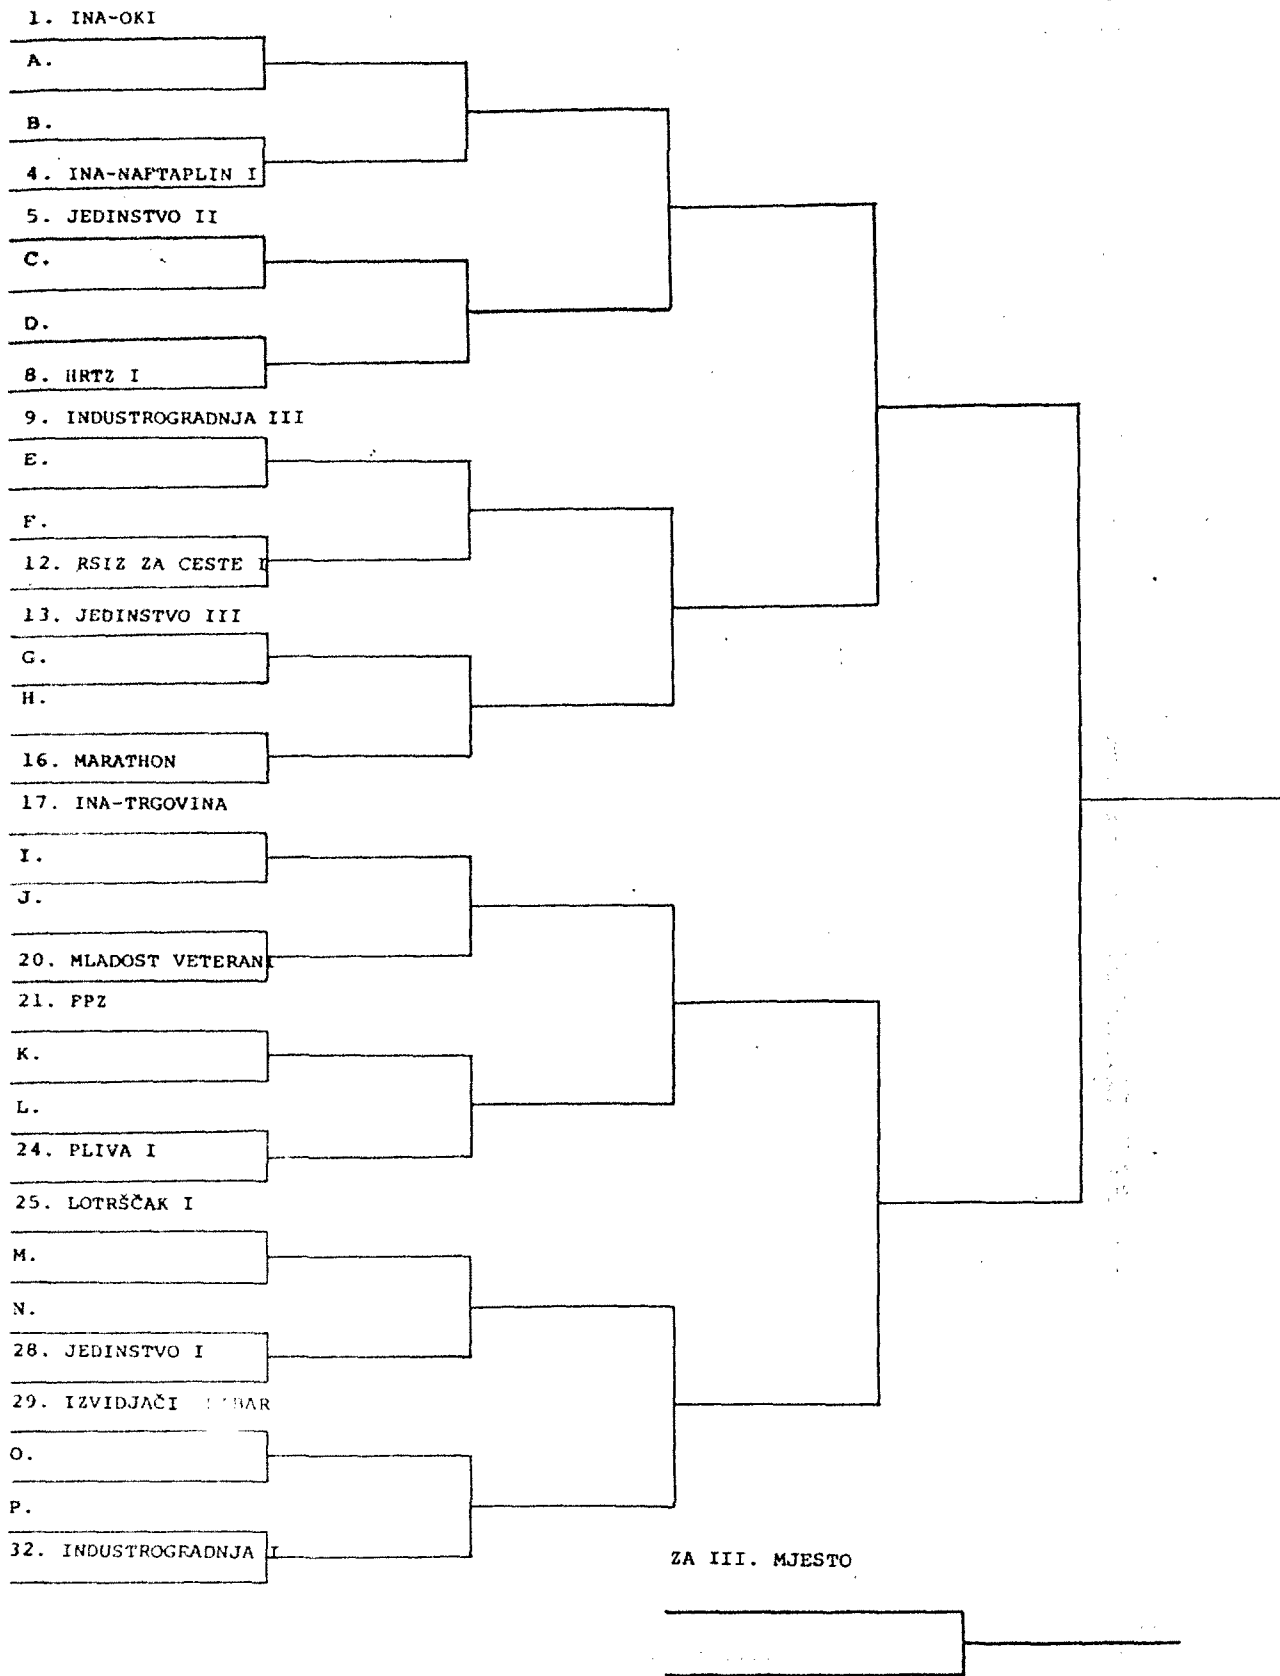 1. INA-OKI
A.
B.
4. INA-NAFTAPLIN I
5. JEDINSTVO II
C.
D.
8. HRTZ I
9. INDUSTROGRADNJA III
E.
F.
12. RSIZ ZA CESTE I
13. JEDINSTVO III
G.
H.
16. MARATHON
17. INA-TRGOVINA
I.
J.
20. MLADOST VETERANI
21. FPZ
K.
L.
24. PLIVA I
25. LOTRŠČAK I
M.
N.
28. JEDINSTVO I
29. IZVIDJAČI
O.
P.
32. INDUSTROGRADNJA I
ZA III. MJESTO